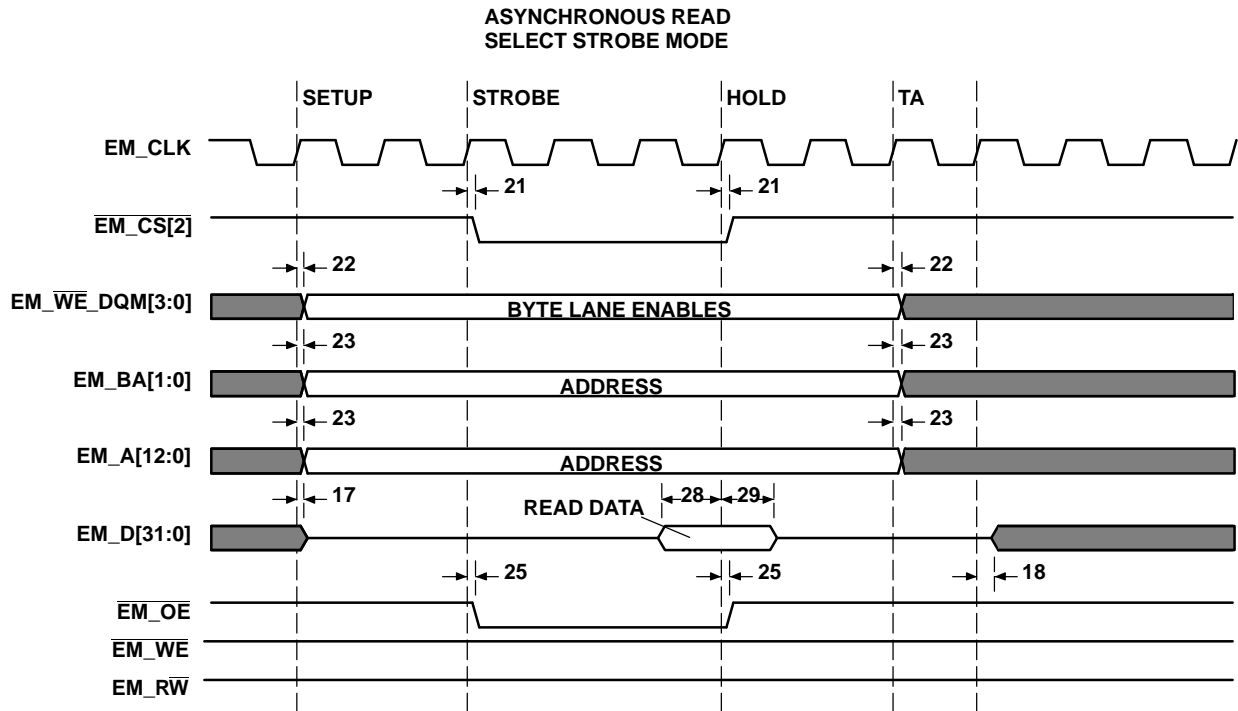 ASYNCHRONOUS READ
SELECT STROBE MODE
SETUP STROBE HOLD TA
EM_CLK
21 21
EM_CS[2]
22 22
EM_WE_DQM[3:0] BYTE LANE ENABLES
23 23
EM_BA[1:0] ADDRESS
23 23
EM_A[12:0] ADDRESS
17 28 29
READ DATA
EM_D[31:0]
25 25 18
EM_OE
EM_WE
EM_RW